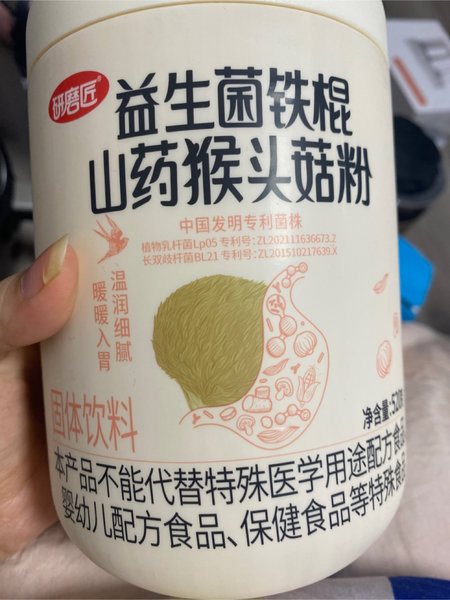 研磨匠®
益生菌铁棍
山药猴头菇粉
中国发明专利菌株
植物乳杆菌Lp05 专利号:ZL202111636673.2
长双歧杆菌BL21 专利号:ZL201510217639.X
温润细腻
暖暖入胃
固体饮料
净含量:520
本产品不能代替特殊医学用途配方食品
婴幼儿配方食品、保健食品等特殊食品